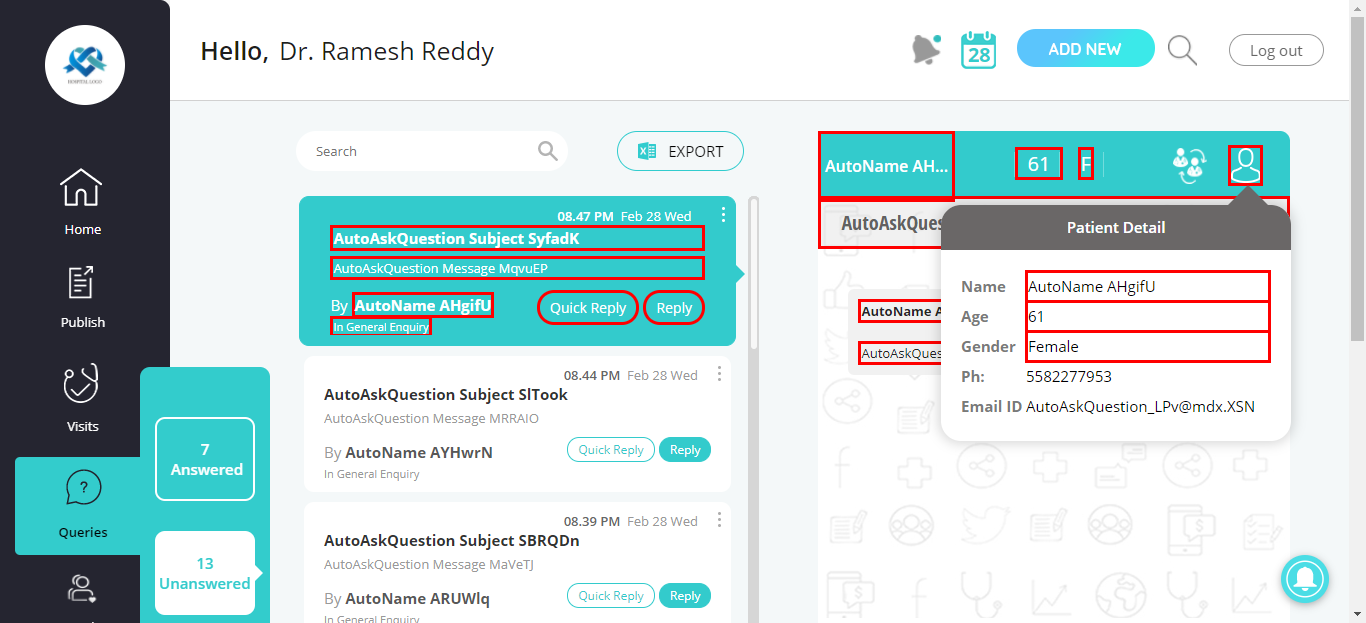 HOSPITAL LOGO
Hello, Dr. Ramesh Reddy
28
ADD NEW
Log out
Home
Publish
Visits
?
Queries
7
Answered
13
Unanswered
Search
EXPORT
08.47 PM Feb 28 Wed
AutoAskQuestion Subject SyfadK
AutoAskQuestion Message MqvuEP
By AutoName AHgifU
Quick Reply
Reply
In General Enquiry
08.44 PM Feb 28 Wed
AutoAskQuestion Subject SlTook
AutoAskQuestion Message MRRAIO
By AutoName AYHwrN
Quick Reply
Reply
In General Enquiry
08.39 PM Feb 28 Wed
AutoAskQuestion Subject SBRQDn
AutoAskQuestion Message MaVeTJ
By AutoName ARUWlq
Quick Reply
Reply
In General Enquiry
AutoName AH...
61
F
AutoAskQues
AutoName A
AutoAskQues
Patient Detail
Name AutoName AHgifU
Age 61
Gender Female
Ph: 5582277953
Email ID AutoAskQuestion_LPv@mdx.XSN